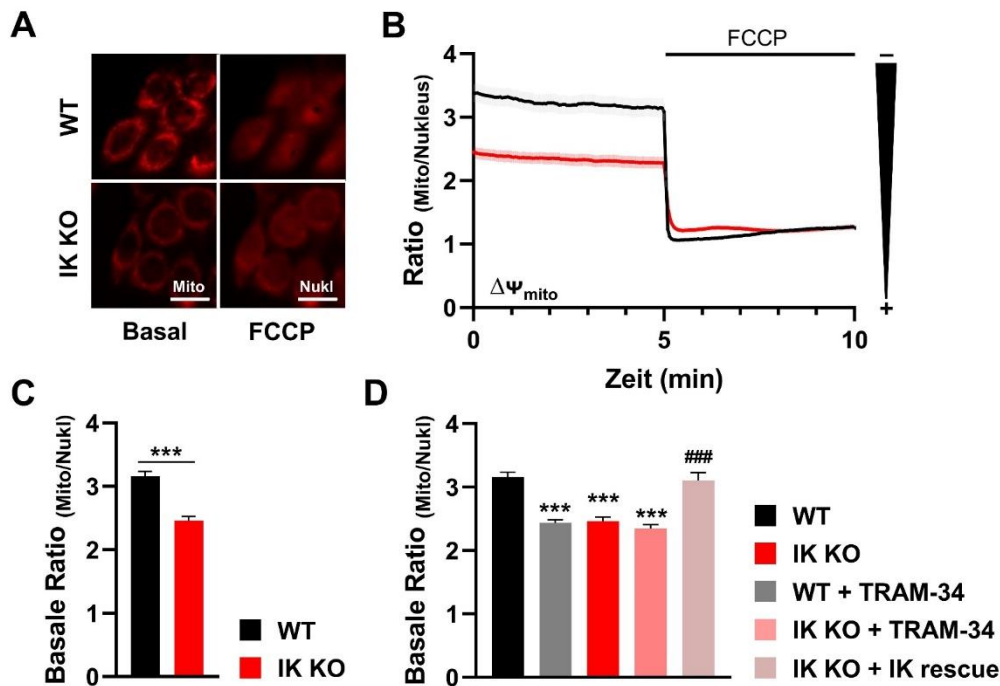 A
WT
IK KO
Mito
Nukl
Basal
FCCP
B
FCCP
Ratio (Mito/Nukleus)
4
3
2
1
0
ΔΨmito
0
5
10
Zeit (min)
−
+
C
Basale Ratio (Mito/Nukl)
4
3
2
1
0
***
WT
IK KO
D
Basale Ratio (Mito/Nukl)
4
3
2
1
0
***
***
***
###
WT
IK KO
WT + TRAM-34
IK KO + TRAM-34
IK KO + IK rescue